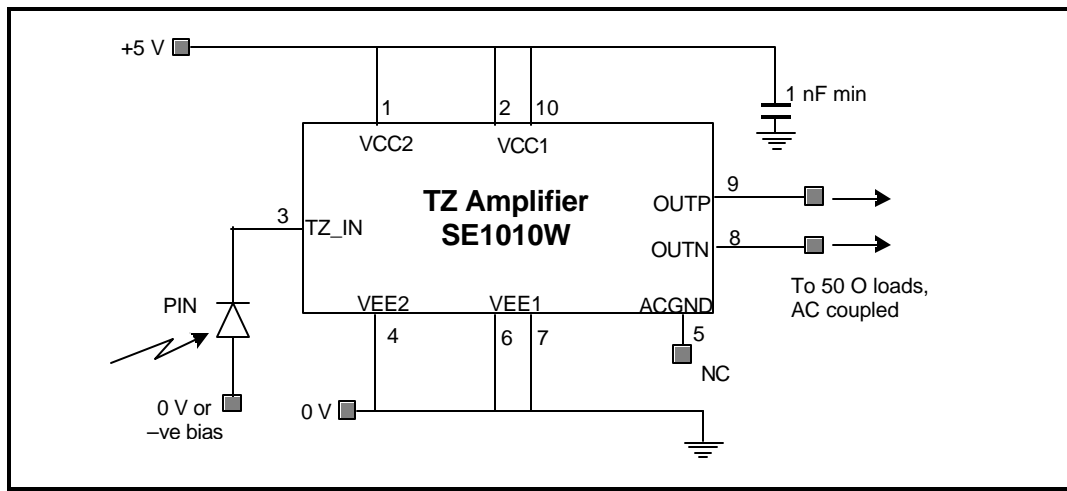 +5 V
1 nF min
1
2
10
VCC2
VCC1
TZ Amplifier
SE1010W
9
OUTP
3
TZ_IN
OUTN
8
To 50 O loads,
AC coupled
PIN
VEE2
VEE1
ACGND
4
6
7
5
NC
0 V or
–ve bias
0 V